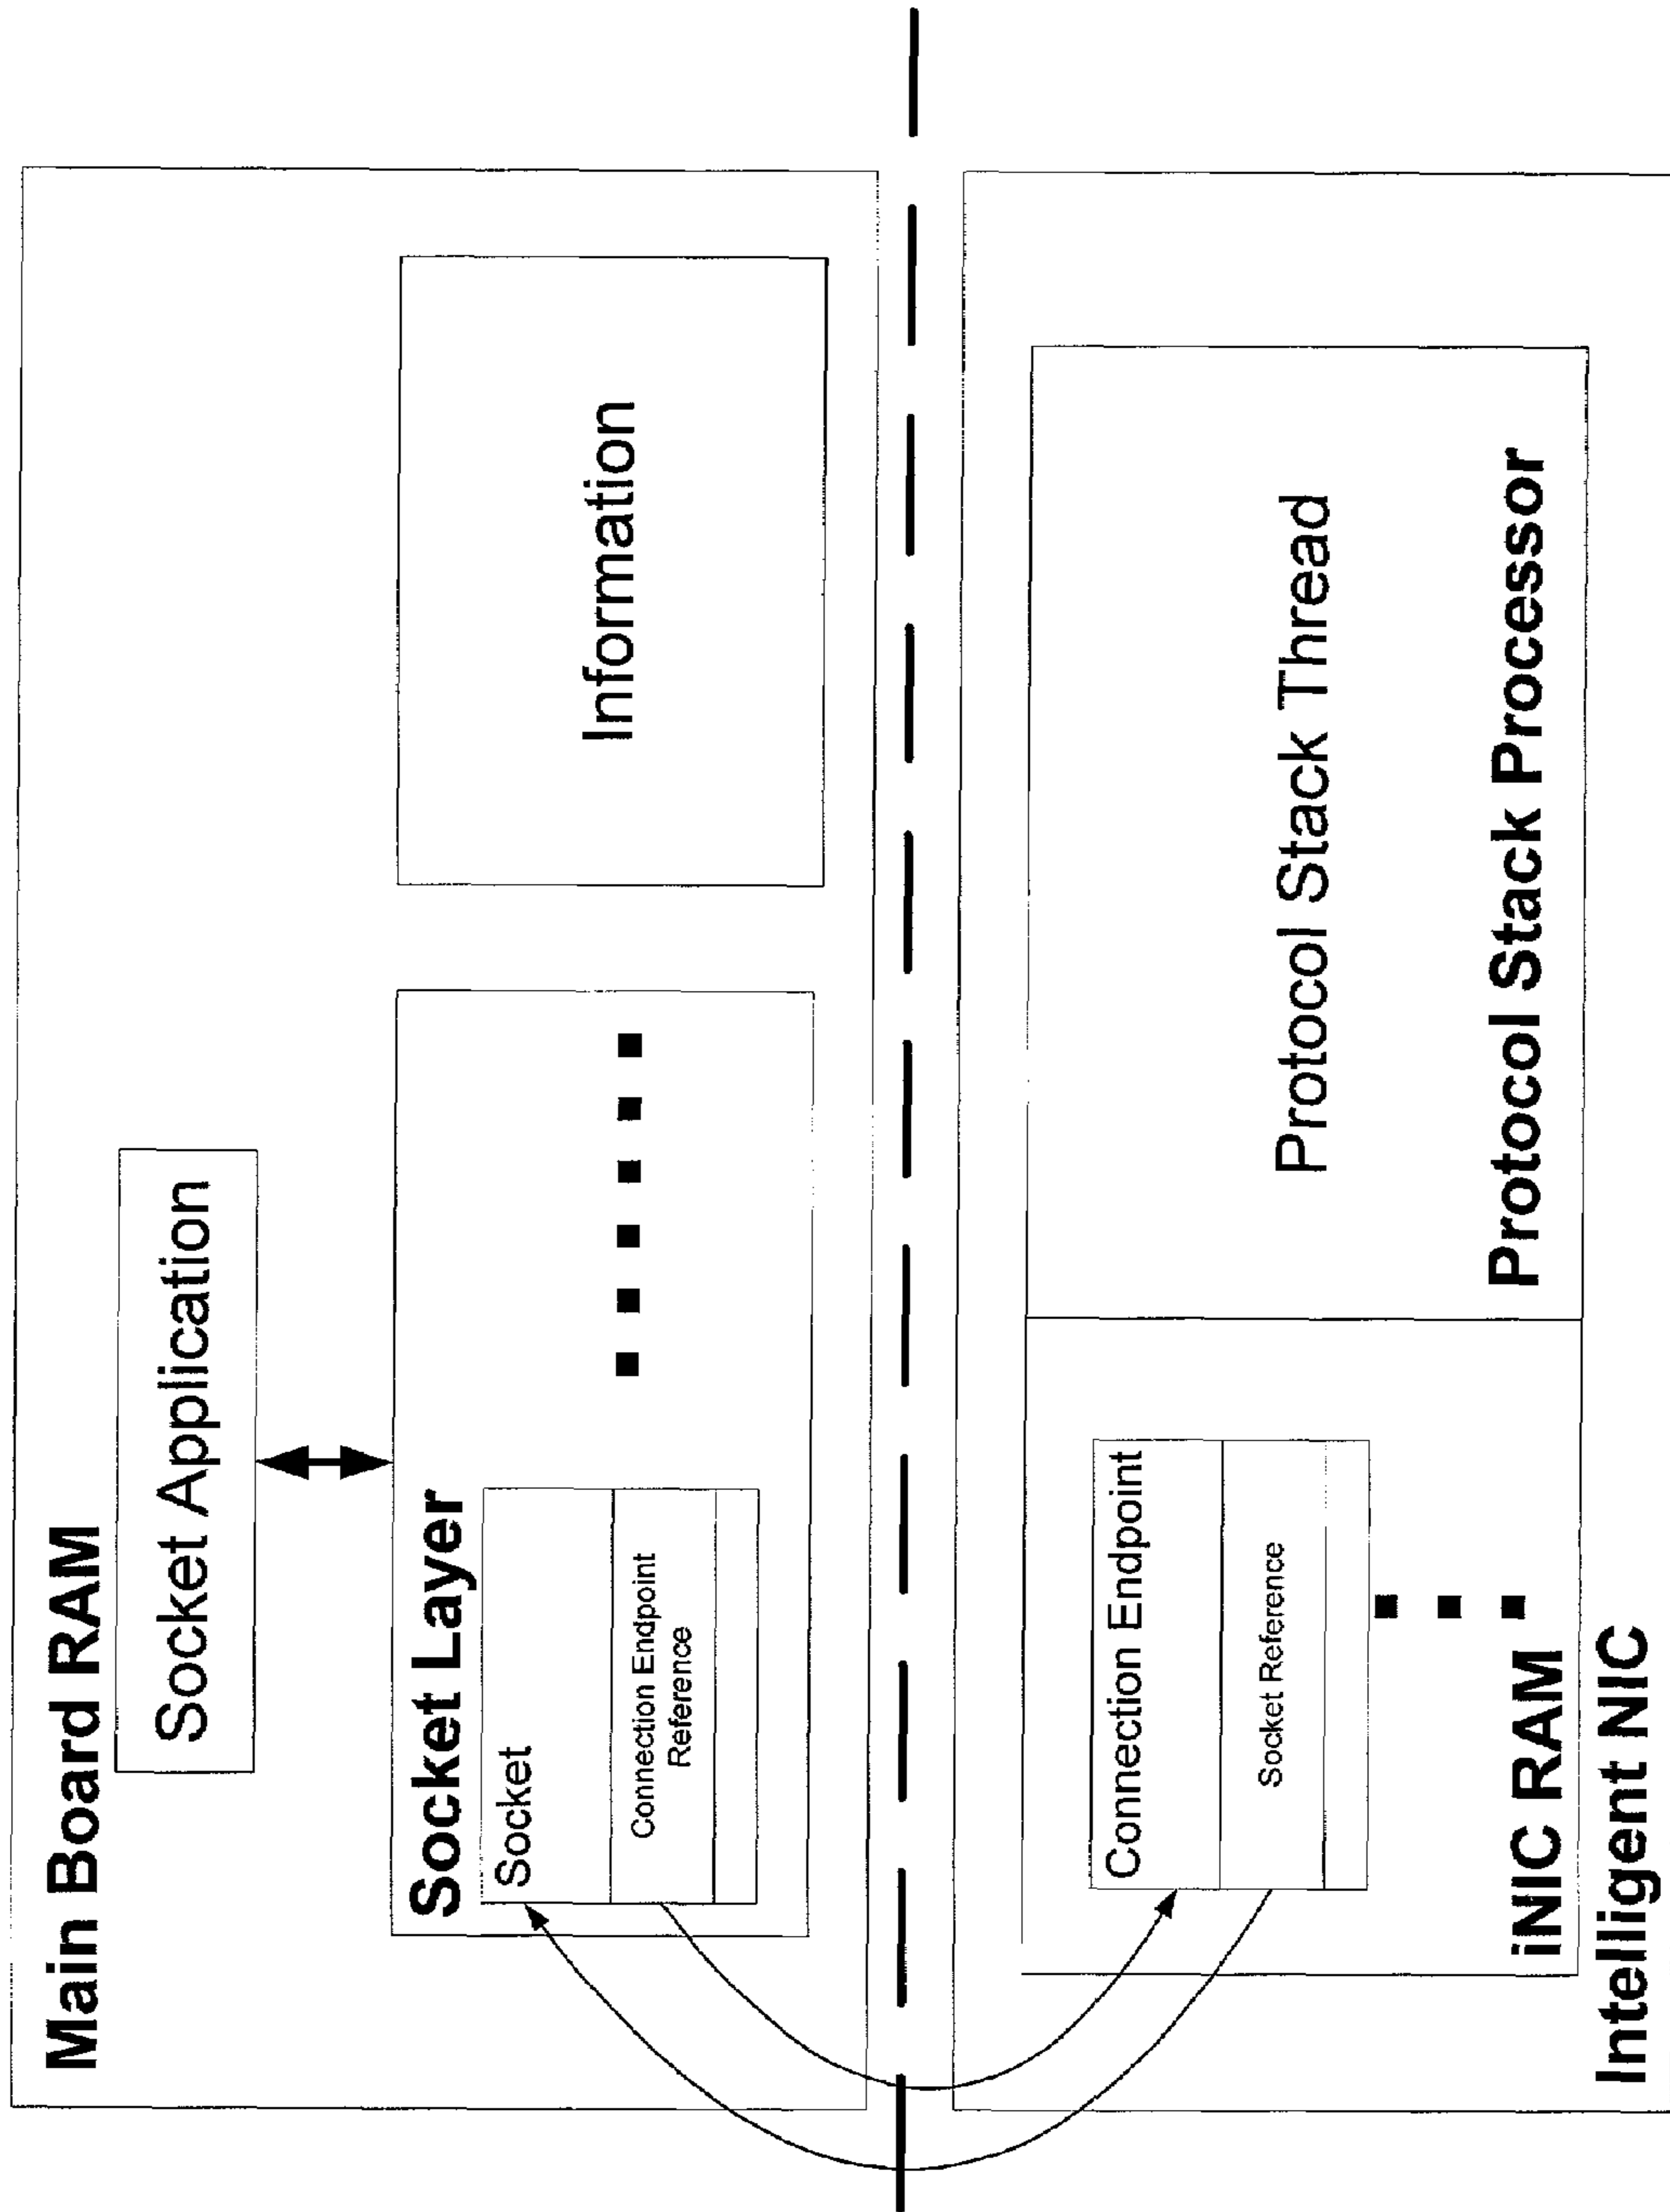 Main Board RAM
Socket Application
Socket Layer
Socket
Connection Endpoint
Reference
Information
Connection Endpoint
Socket Reference
iNIC RAM
Protocol Stack Thread
Protocol Stack Processor
Intelligent NIC